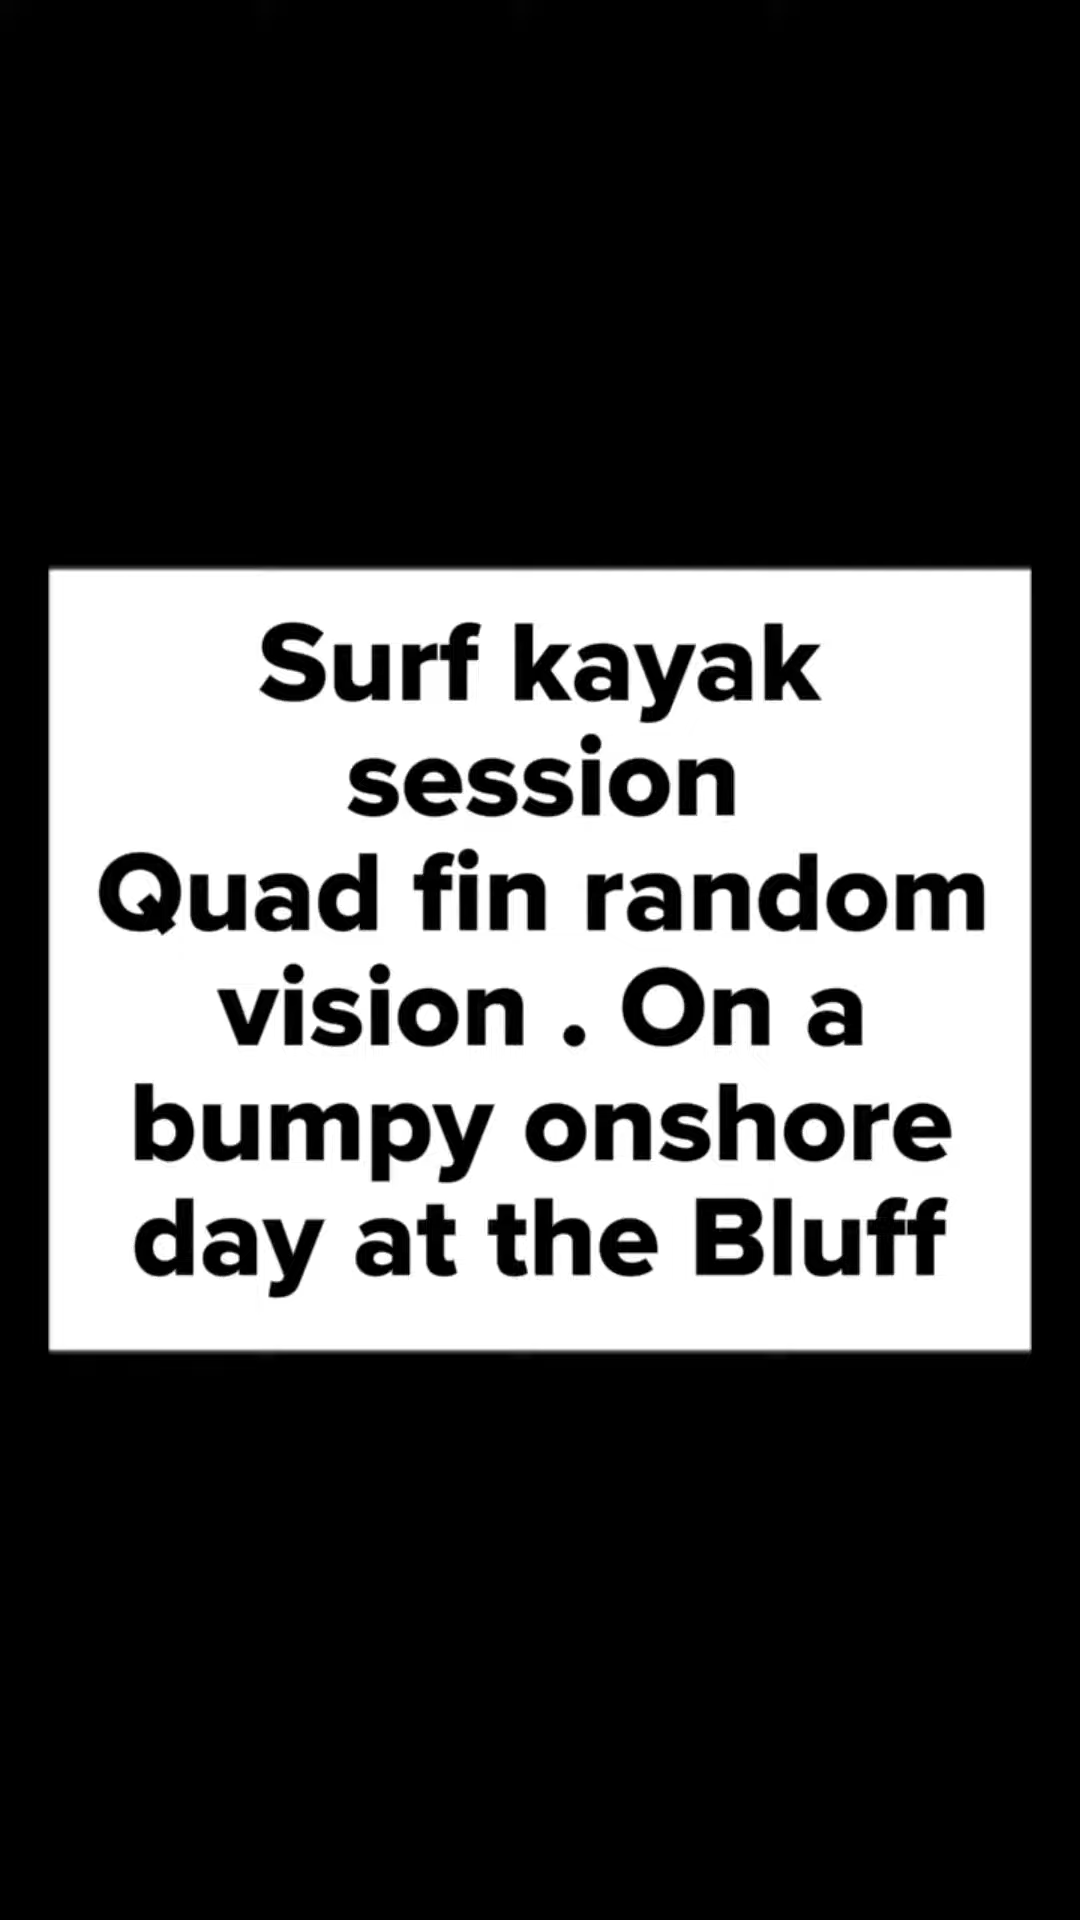 Surf kayak
session
Quad fin random
vision . On a
bumpy onshore
day at the Bluff